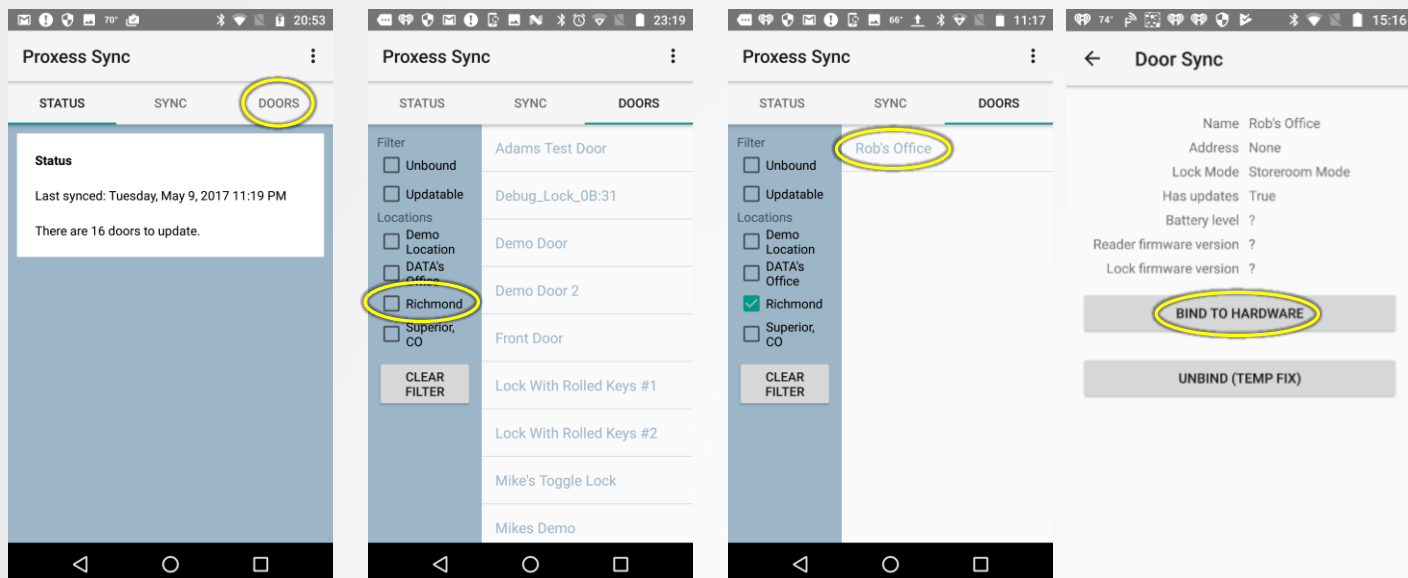 70°
20:53
Proxess Sync
STATUS SYNC DOORS
Status
Last synced: Tuesday, May 9, 2017 11:19 PM
There are 16 doors to update.
23:19
Proxess Sync
STATUS SYNC DOORS
Filter
Unbound
Updatable
Locations
Demo
Location
DATA's
Office
Richmond
Superior,
CO
CLEAR
FILTER
Adams Test Door
Debug_Lock_0B:31
Demo Door
Demo Door 2
Front Door
Lock With Rolled Keys #1
Lock With Rolled Keys #2
Mike's Toggle Lock
Mikes Demo
66°
11:17
Proxess Sync
STATUS SYNC DOORS
Filter
Unbound
Updatable
Locations
Demo
Location
DATA's
Office
Richmond
Superior,
CO
CLEAR
FILTER
Rob's Office
74°
15:16
Door Sync
Name Rob's Office
Address None
Lock Mode Storeroom Mode
Has updates True
Battery level ?
Reader firmware version ?
Lock firmware version ?
BIND TO HARDWARE
UNBIND (TEMP FIX)